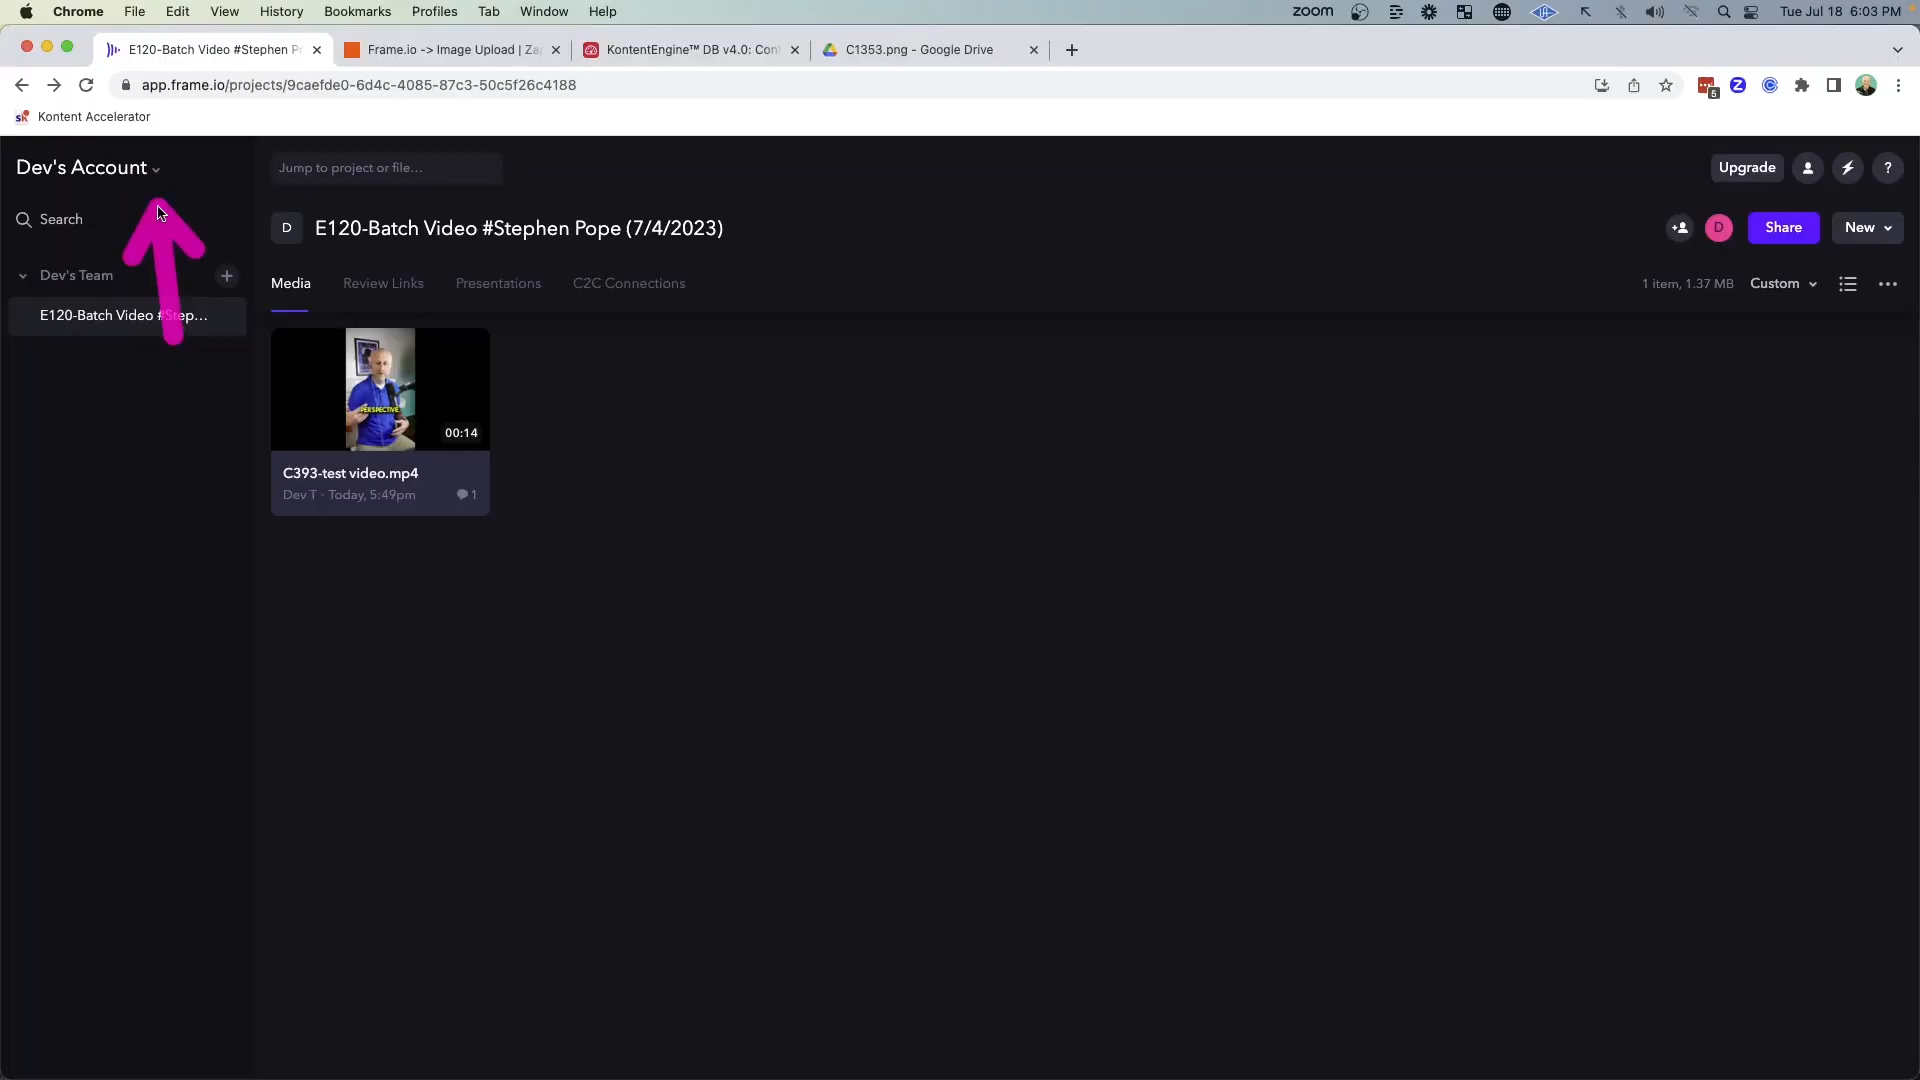 Chrome File Edit View History Bookmarks Profiles Tab Window Help
zoom
Tue Jul 18 6:03 PM
E120-Batch Video #Stephen P
Frame.io -> Image Upload | Za
KontentEngine™ DB v4.0: Con
C1353.png - Google Drive
app.frame.io/projects/9caefde0-6d4c-4085-87c3-50c5f26c4188
5
Kontent Accelerator
Dev's Account
Jump to project or file...
Upgrade
?
Search
D
E120-Batch Video #Stephen Pope (7/4/2023)
D
Share
New
Dev's Team
Media
Review Links
Presentations
C2C Connections
1 item, 1.37 MB
Custom
E120-Batch Video #Step...
PERSPECTIVE
00:14
C393-test video.mp4
Dev T · Today, 5:49pm
1